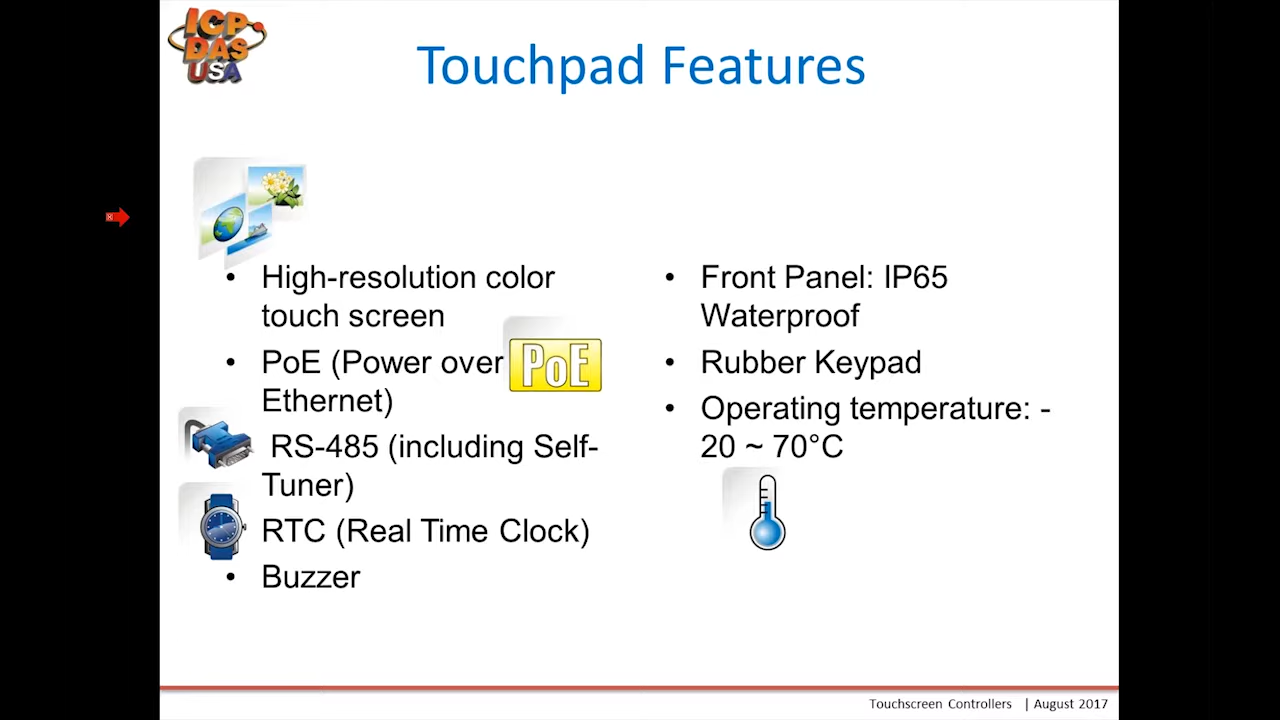 ICP
DAS
USA
Touchpad Features
• High-resolution color
touch screen
• PoE (Power over
Ethernet)
PoE
RS-485 (including Self-
Tuner)
RTC (Real Time Clock)
• Buzzer
• Front Panel: IP65
Waterproof
• Rubber Keypad
• Operating temperature: -
20 ~ 70°C
Touchscreen Controllers | August 2017